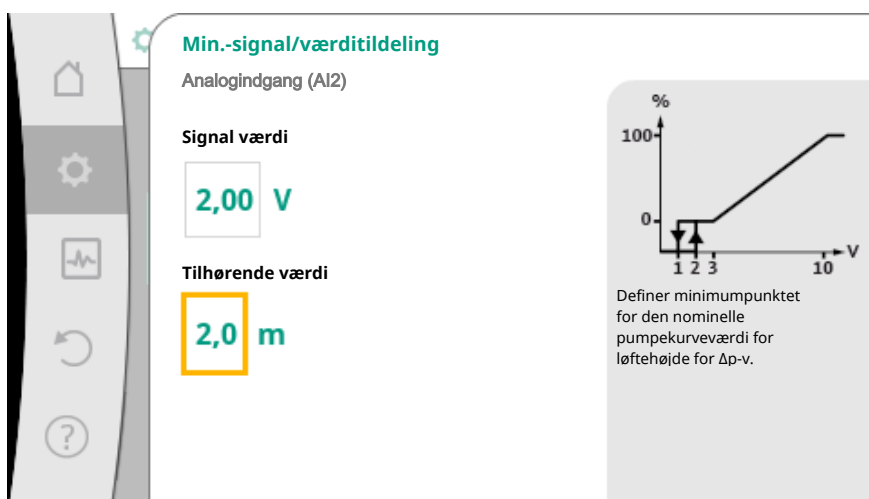 Min.-signal/værditildeling
Analogindgang (AI2)
Signal værdi
2,00 V
Tilhørende værdi
2,0 m
%
100
0
1 2 3 10 V
Definer minimumpunktet
for den nominelle
pumpekurveværdi for
løftehøjde for Δp-v.
?